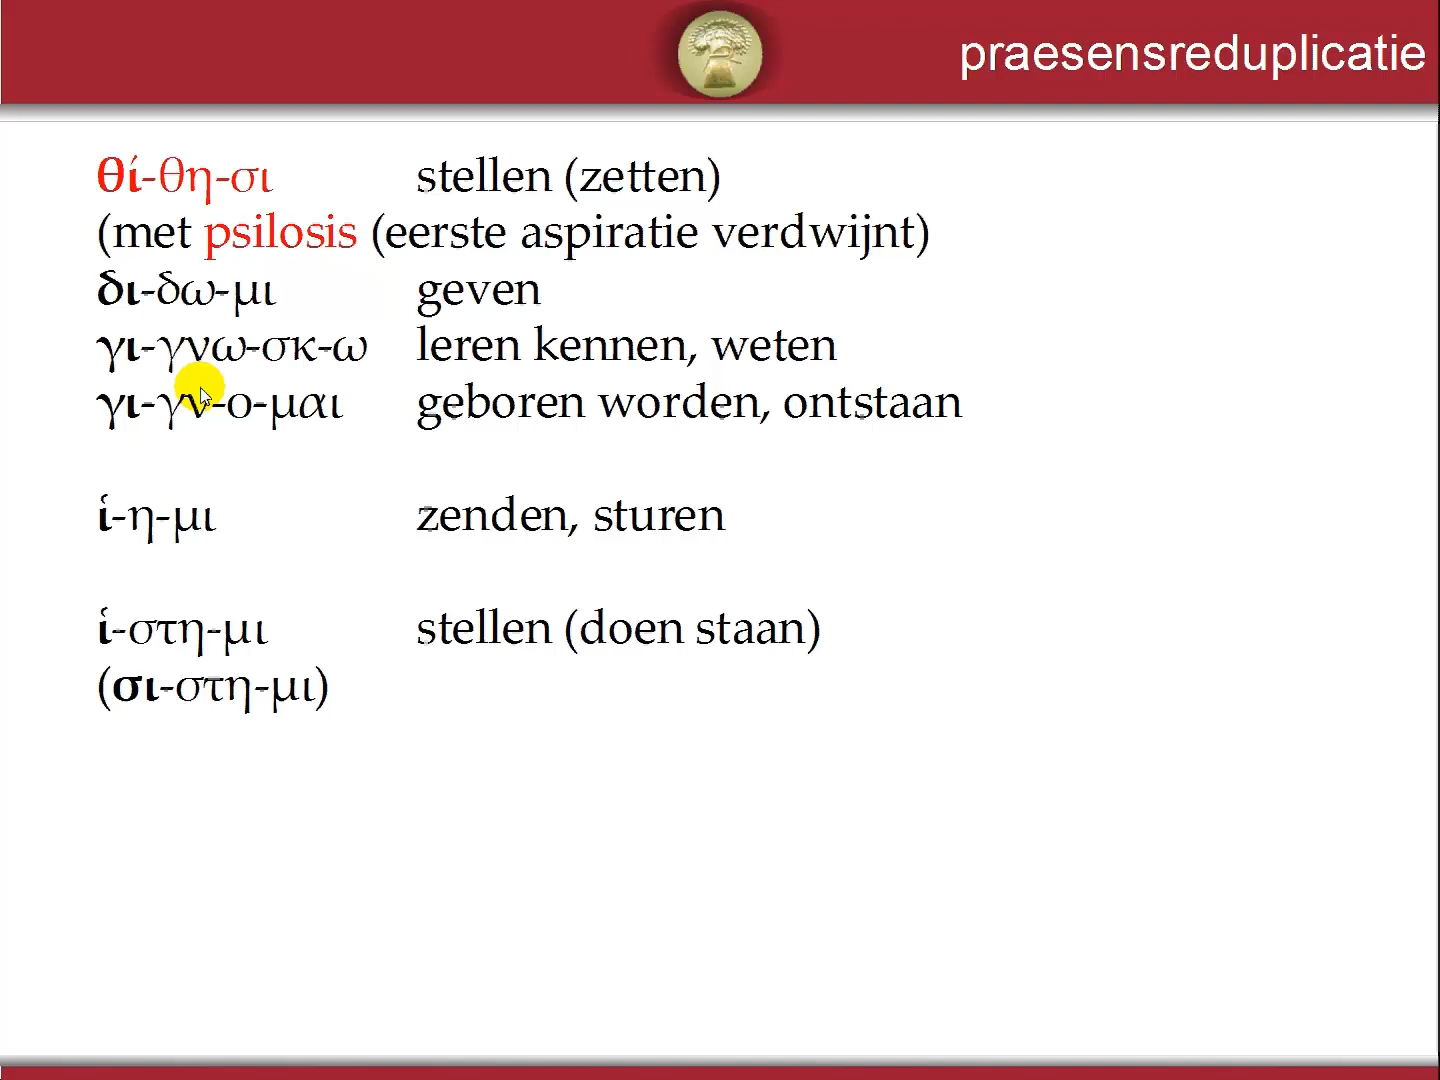 praesensreduplicatie
θί-θη-σι stellen (zetten)
(met psilosis (eerste aspiratie verdwijnt)
δι-δω-μι geven
γι-γνω-σκ-ω leren kennen, weten
γι-γν-ο-μαι geboren worden, ontstaan
ἱ-η-μι zenden, sturen
ἱ-στη-μι stellen (doen staan)
(σι-στη-μι)